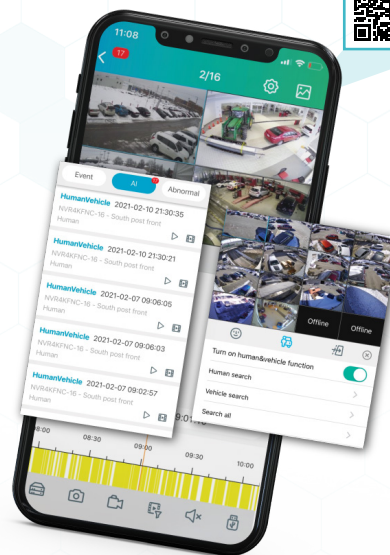 11:08
17
2/16
Event
AI
Abnormal
HumanVehicle 2021-02-10 21:30:35
NVR4KFNC-16 - South post front
Human
HumanVehicle 2021-02-10 21:30:21
NVR4KFNC-16 - South post front
Human
HumanVehicle 2021-02-07 09:06:05
NVR4KFNC-16 - South post front
Human
HumanVehicle 2021-02-07 09:06:03
NVR4KFNC-16 - South post front
Human
HumanVehicle 2021-02-07 09:02:57
NVR4KFNC-16 - South post front
Human
Offline
Offline
Turn on human&vehicle function
Human search
Vehicle search
Search all
08:30
09:00
09:30
10:00